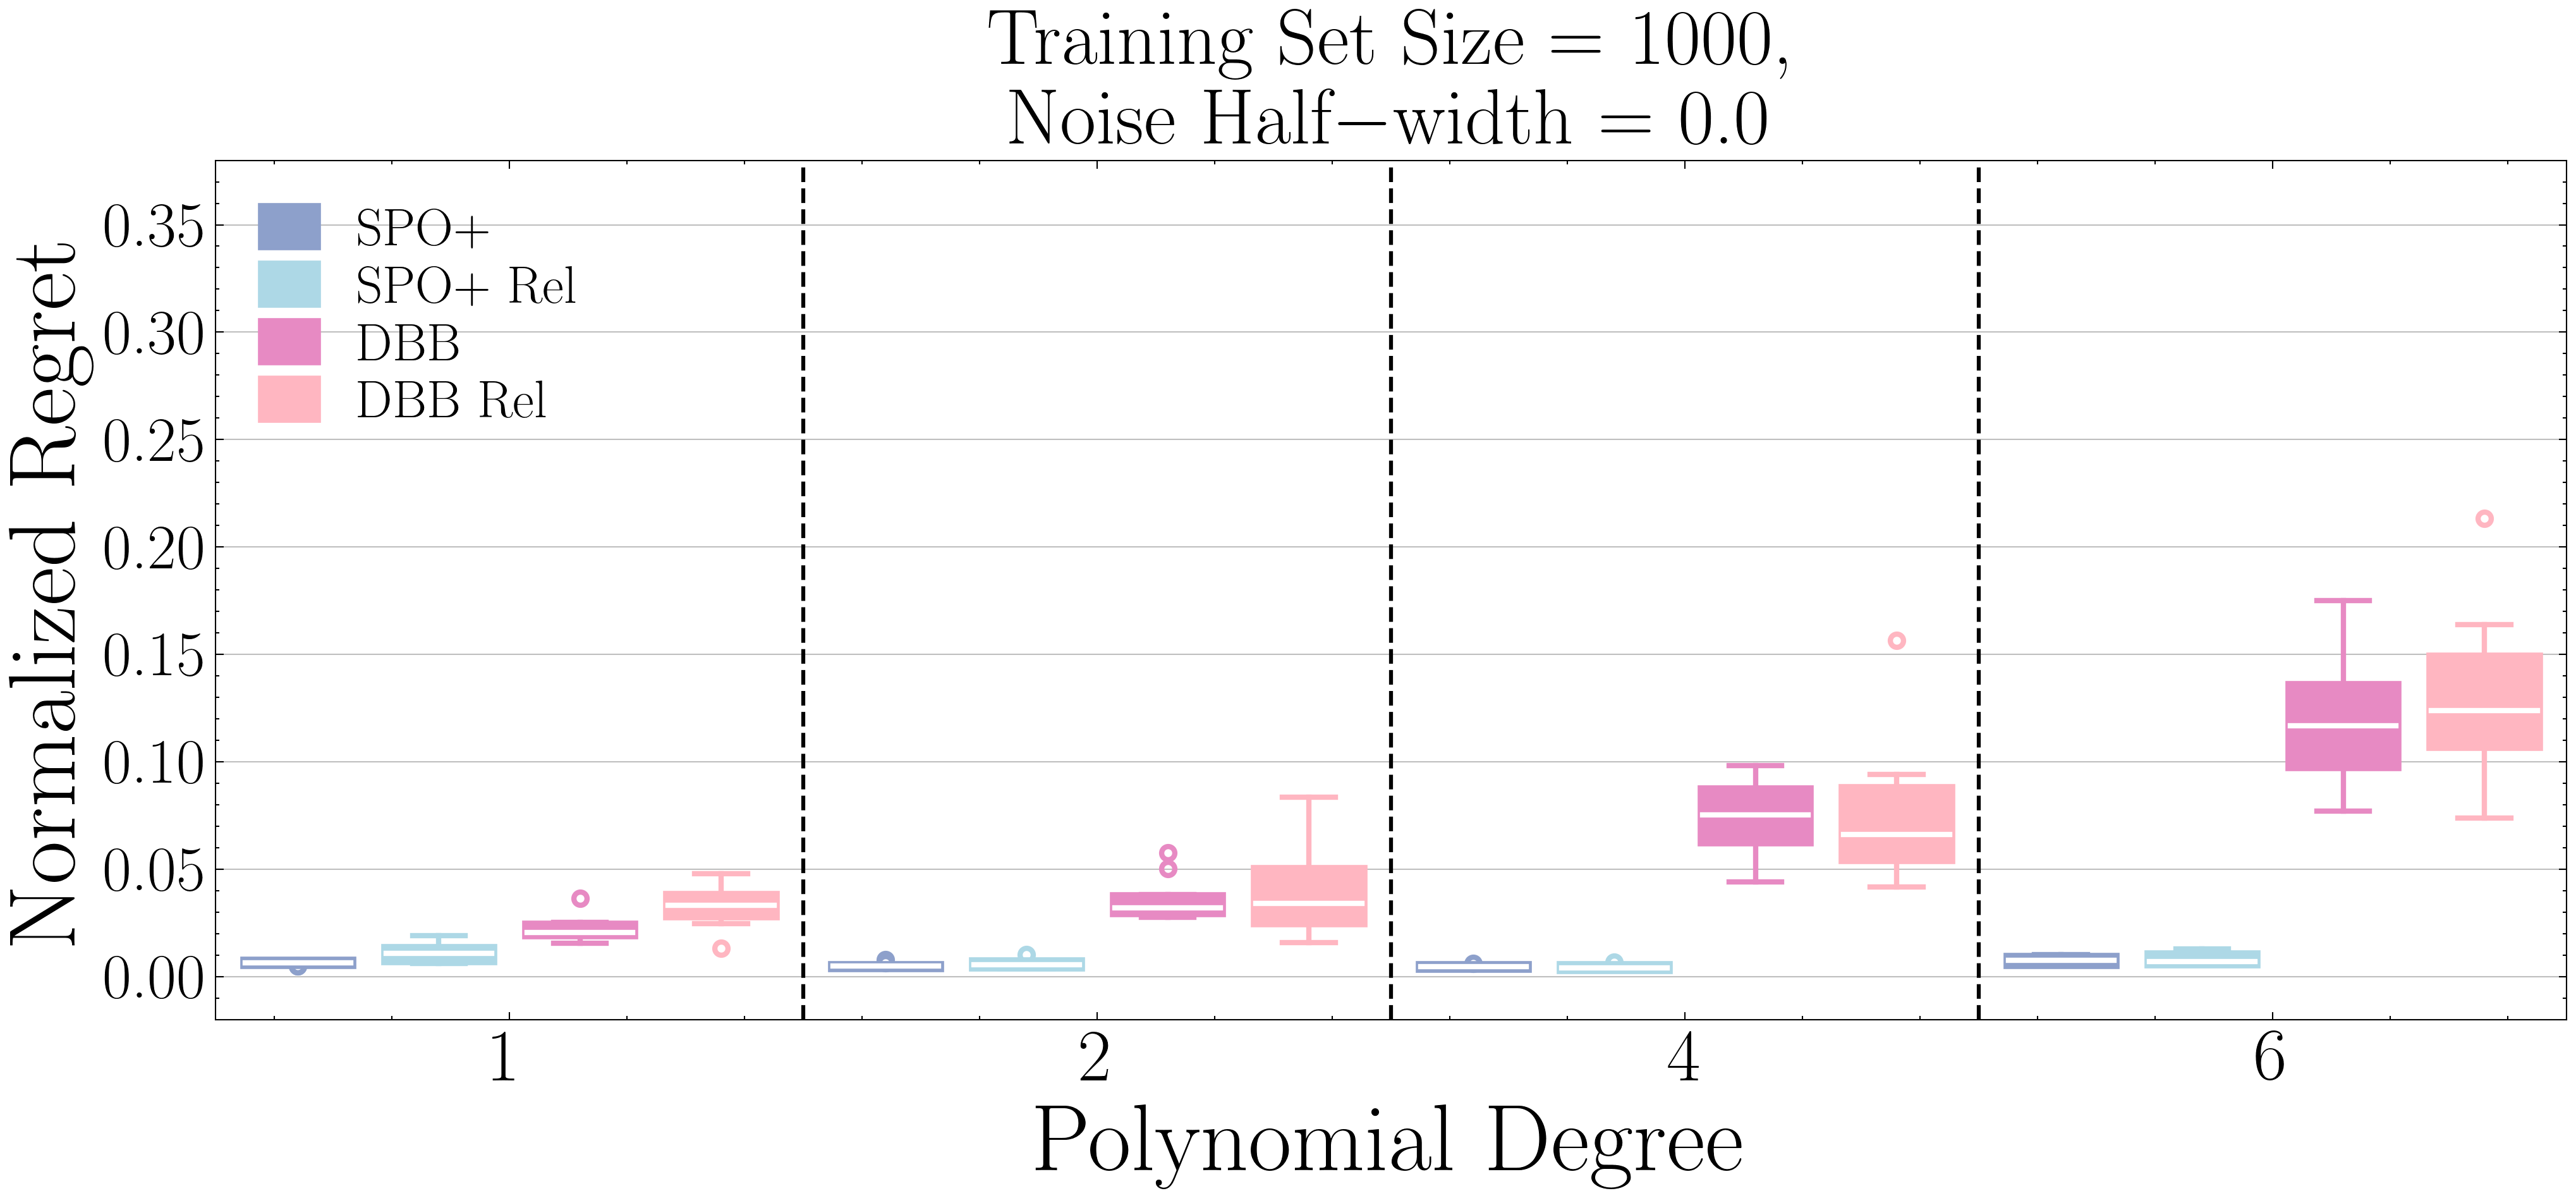 Training Set Size = 1000,
Noise Half−width = 0.0
Normalized Regret
0.35
0.30
0.25
0.20
0.15
0.10
0.05
0.00
SPO+
SPO+ Rel
DBB
DBB Rel
1
2
4
6
Polynomial Degree